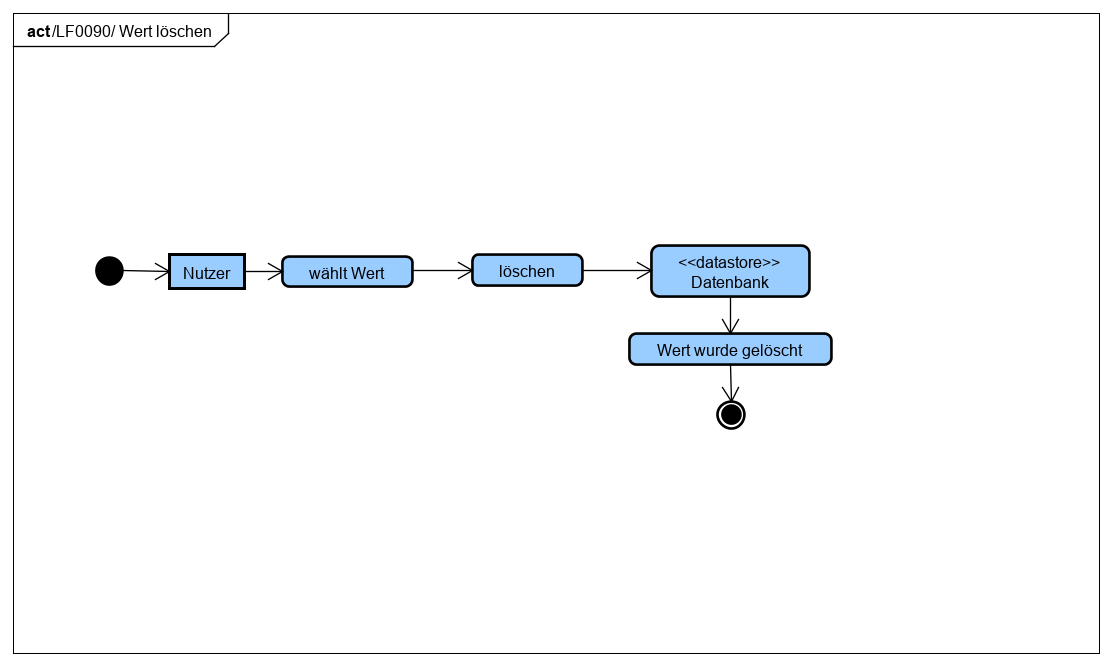 act /LF0090/ Wert löschen
Nutzer
wählt Wert
löschen
<<datastore>>
Datenbank
Wert wurde gelöscht